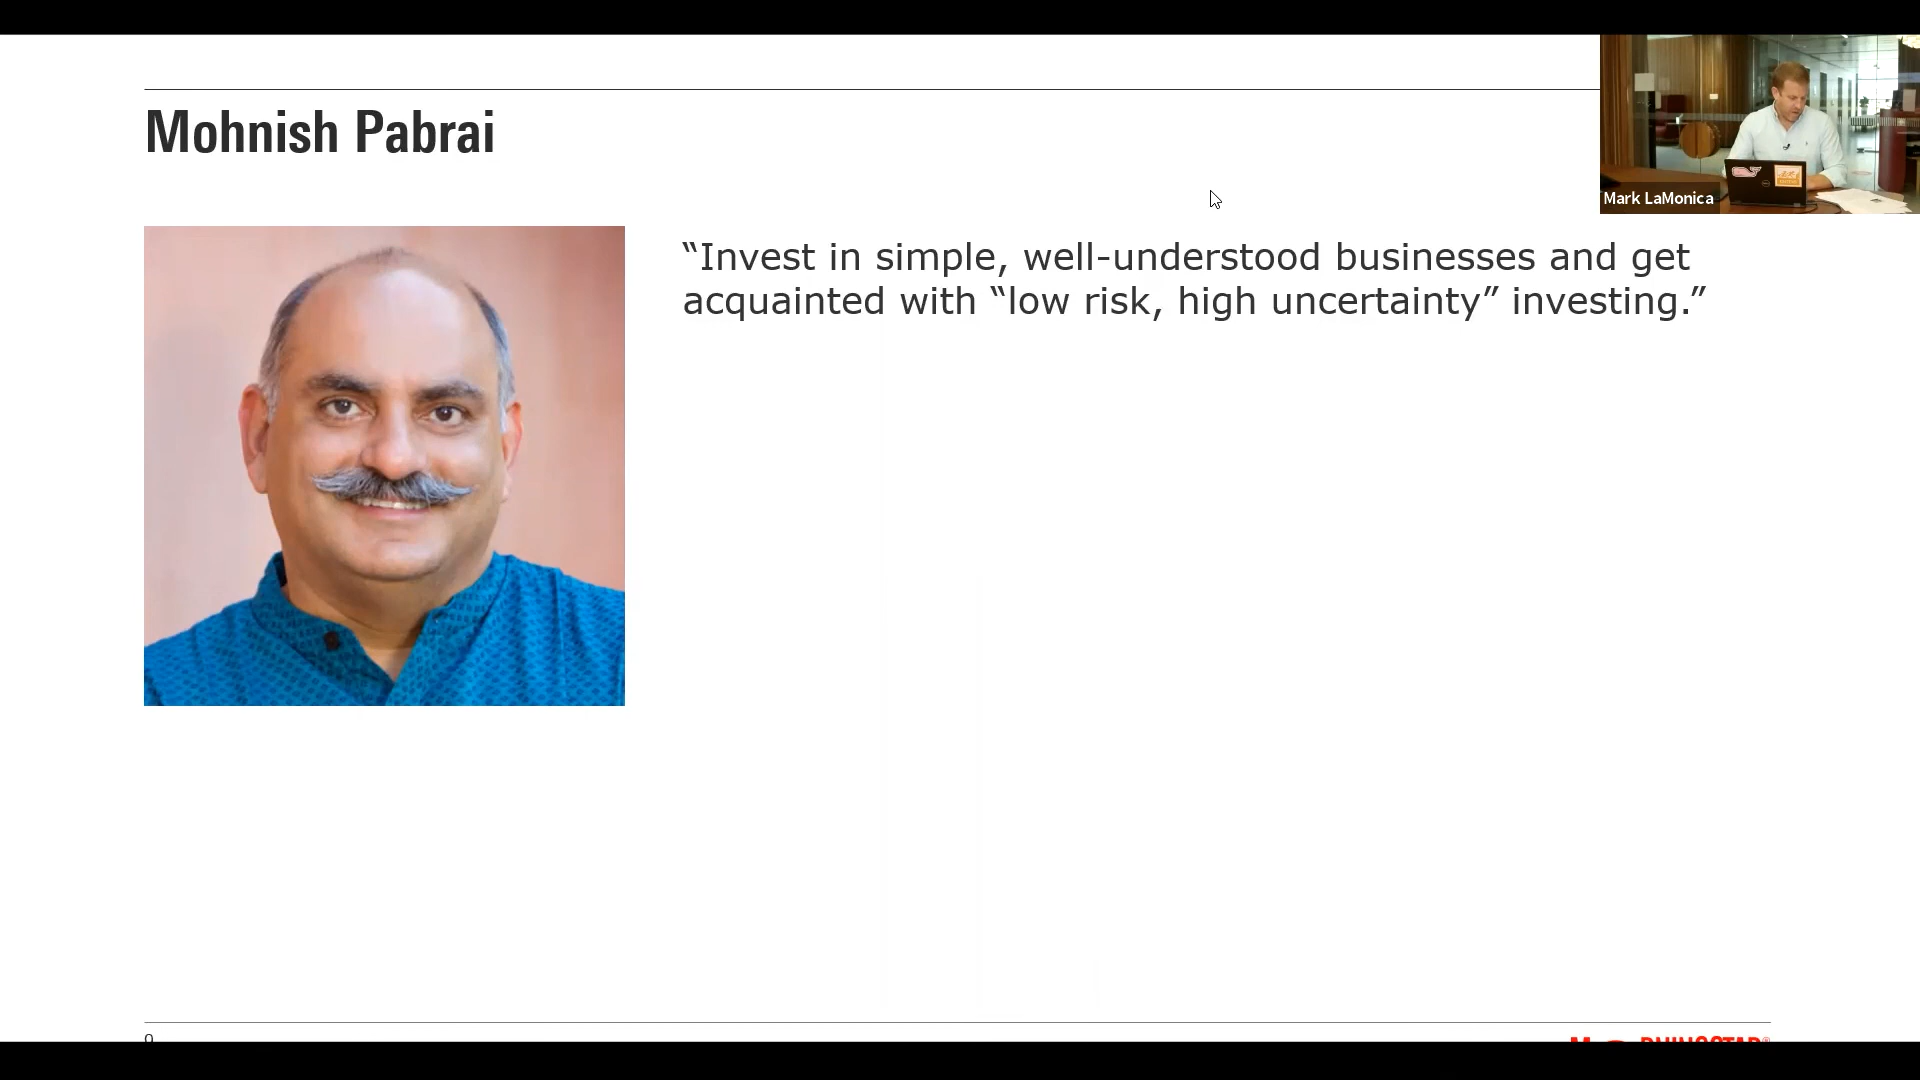 Mohnish Pabrai
Mark LaMonica
“Invest in simple, well-understood businesses and get
acquainted with “low risk, high uncertainty” investing.”